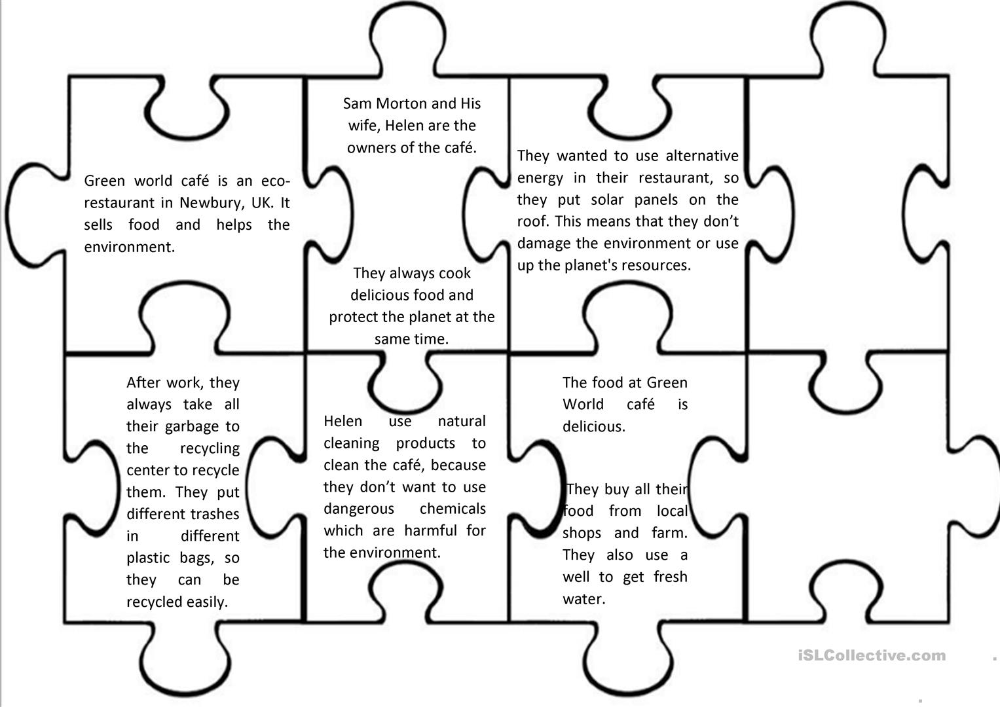 Green world café is an eco-
restaurant in Newbury, UK. It
sells food and helps the
environment.
Sam Morton and His
wife, Helen are the
owners of the café.
They always cook
delicious food and
protect the planet at the
same time.
They wanted to use alternative
energy in their restaurant, so
they put solar panels on the
roof. This means that they don’t
damage the environment or use
up the planet's resources.
After work, they
always take all
their garbage to
the recycling
center to recycle
them. They put
different trashes
in different
plastic bags, so
they can be
recycled easily.
Helen use natural
cleaning products to
clean the café, because
they don’t want to use
dangerous chemicals
which are harmful for
the environment.
The food at Green
World café is
delicious.
They buy all their
food from local
shops and farm.
They also use a
well to get fresh
water.
iSLCollective.com